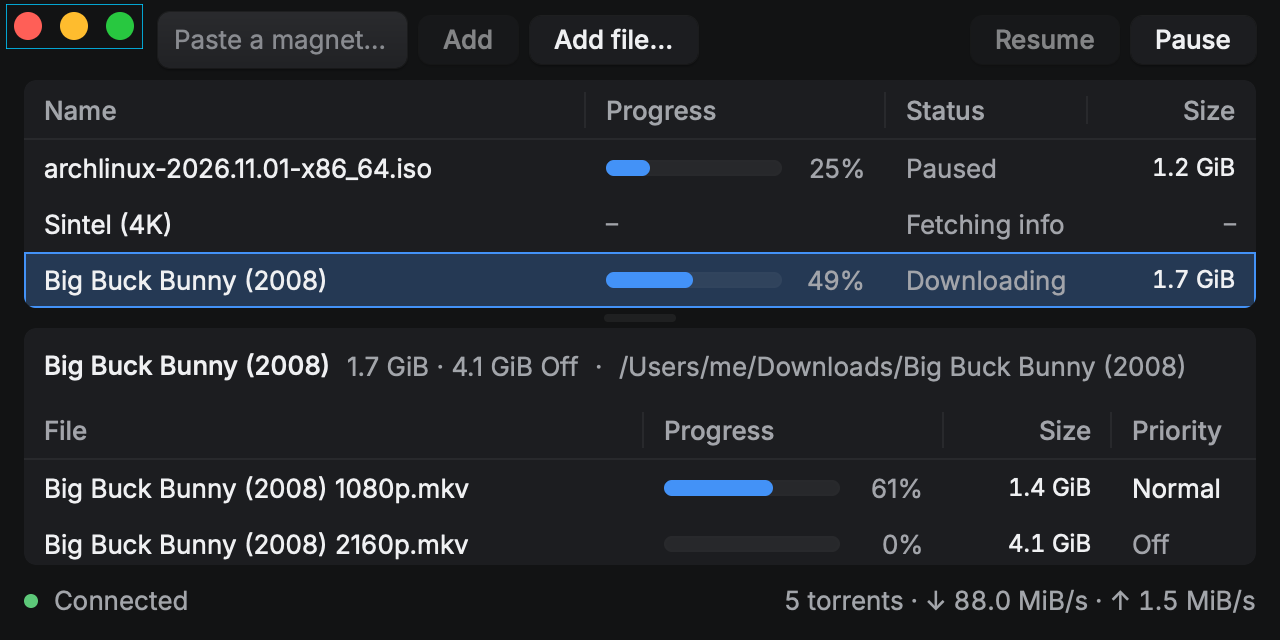 Paste a magnet... Add Add file... Resume Pause
Name Progress Status Size
archlinux-2026.11.01-x86_64.iso 25% Paused 1.2 GiB
Sintel (4K) – Fetching info –
Big Buck Bunny (2008) 49% Downloading 1.7 GiB
Big Buck Bunny (2008) 1.7 GiB · 4.1 GiB Off · /Users/me/Downloads/Big Buck Bunny (2008)
File Progress Size Priority
Big Buck Bunny (2008) 1080p.mkv 61% 1.4 GiB Normal
Big Buck Bunny (2008) 2160p.mkv 0% 4.1 GiB Off
Connected 5 torrents · ↓ 88.0 MiB/s · ↑ 1.5 MiB/s